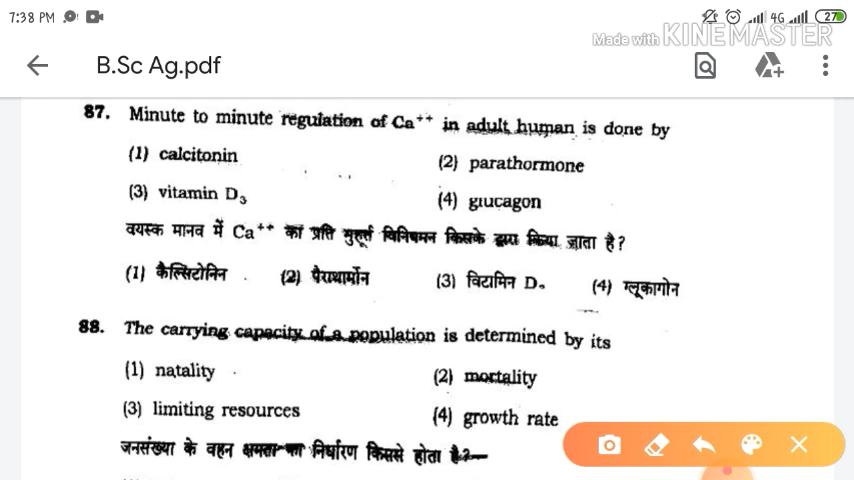 7:38 PM 4G 27
Made with KINEMASTER
B.Sc Ag.pdf
87. Minute to minute regulation of Ca⁺⁺ in adult human is done by
(1) calcitonin (2) parathormone
(3) vitamin D₃ (4) glucagon
वयस्क मानव में Ca⁺⁺ का प्रति मुहूर्त विनियमन किसके द्वारा किया जाता है?
(1) कैल्सिटोनिन (2) पैराथार्मोन (3) विटामिन D (4) ग्लूकागोन
88. The carrying capacity of a population is determined by its
(1) natality (2) mortality
(3) limiting resources (4) growth rate
जनसंख्या के वहन क्षमता का निर्धारण किससे होता है?